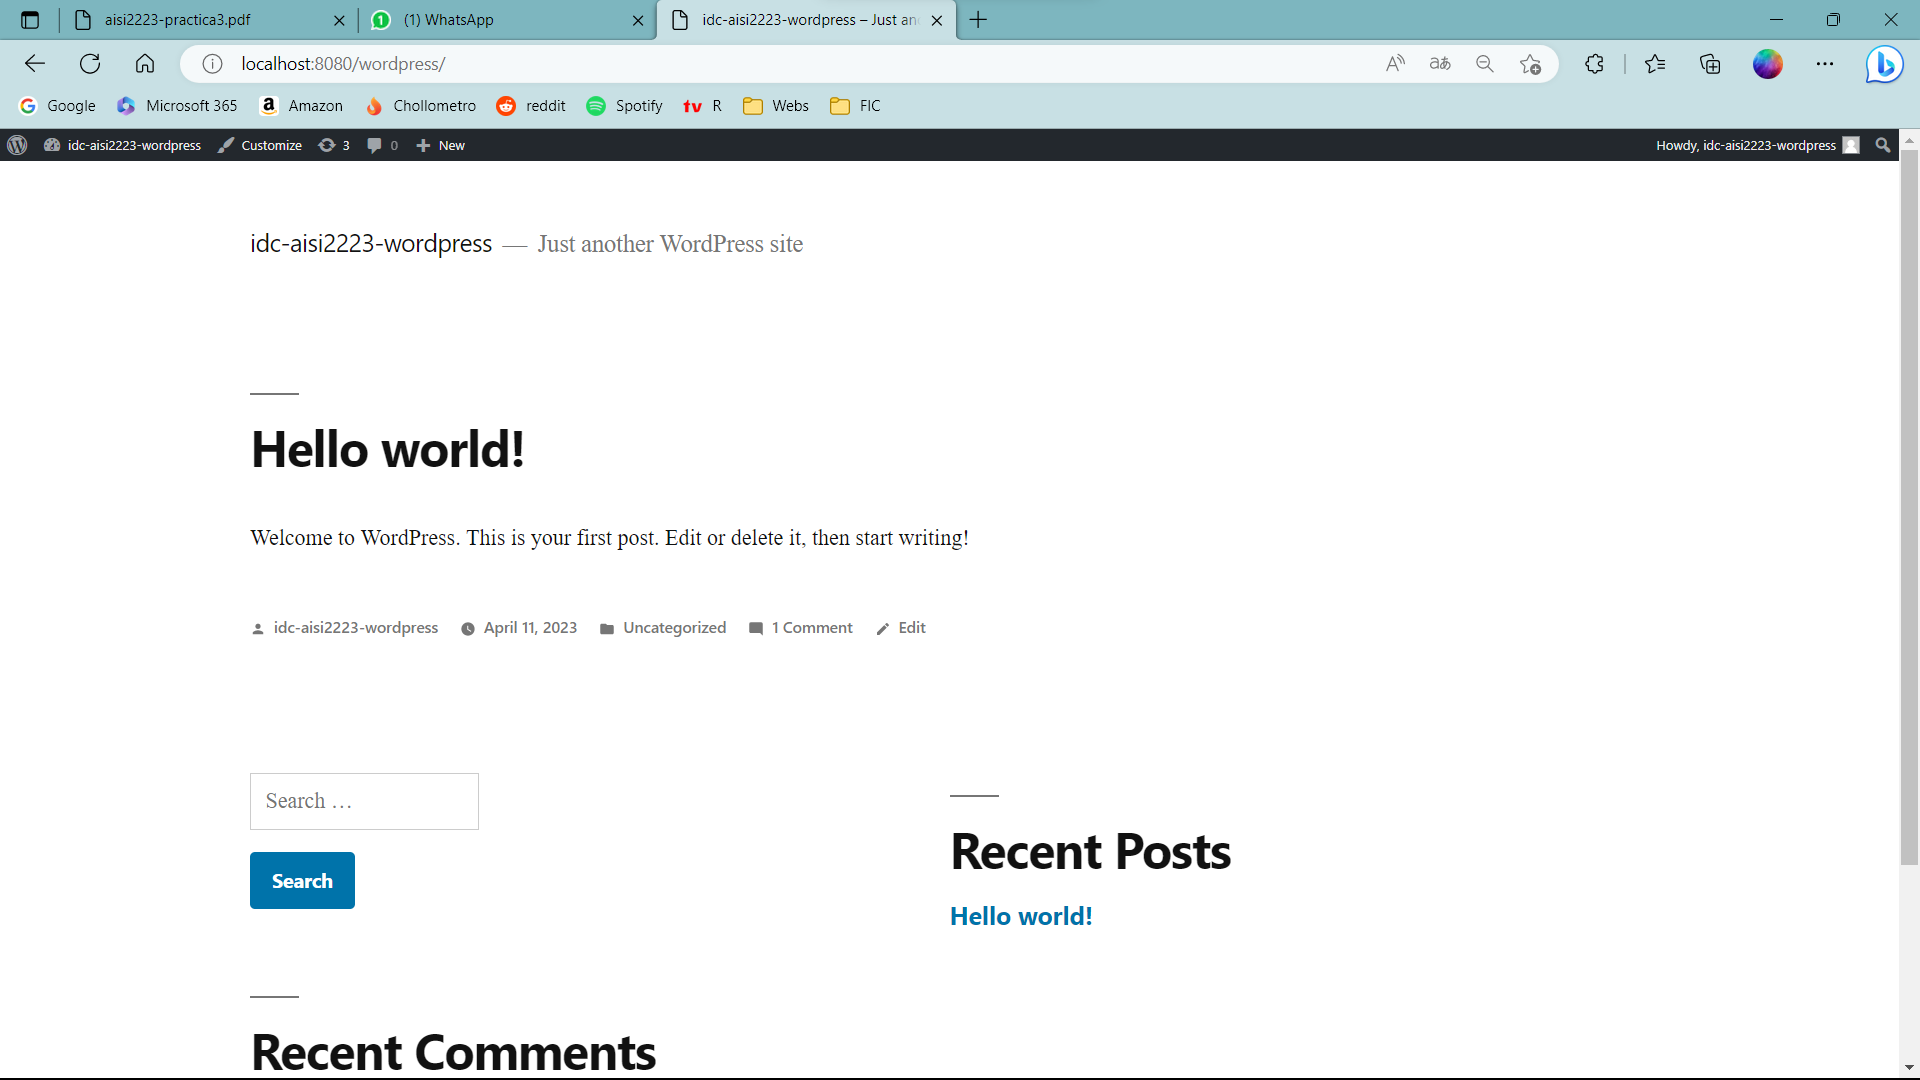 aisi2223-practica3.pdf
1
(1) WhatsApp
idc-aisi2223-wordpress – Just an
localhost:8080/wordpress/
Google
Microsoft 365
Amazon
Chollometro
reddit
Spotify
tv R
Webs
FIC
idc-aisi2223-wordpress
Customize
3
0
New
Howdy, idc-aisi2223-wordpress
idc-aisi2223-wordpress — Just another WordPress site
Hello world!
Welcome to WordPress. This is your first post. Edit or delete it, then start writing!
idc-aisi2223-wordpress April 11, 2023 Uncategorized 1 Comment Edit
Search …
Search
Recent Posts
Hello world!
Recent Comments